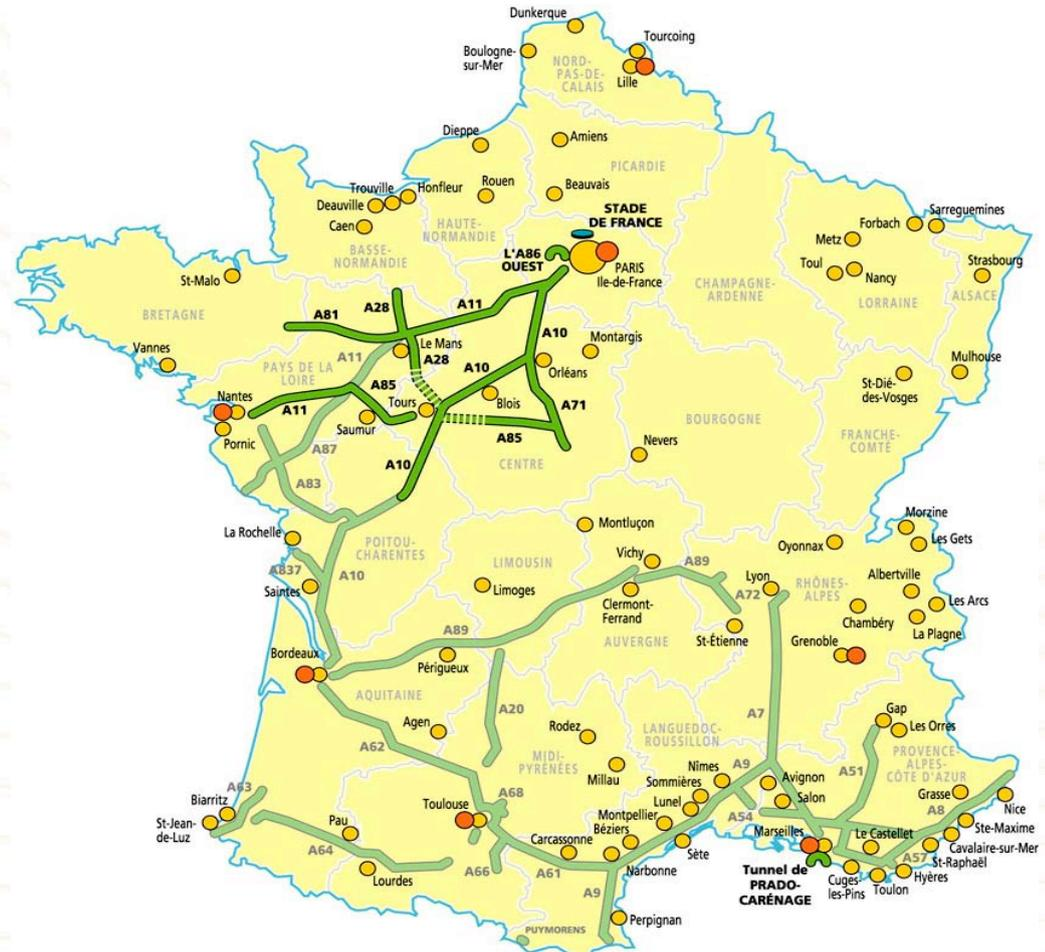 Dunkerque
Tourcoing
Boulogne-
sur-Mer
NORD-
PAS-DE-
CALAIS
Lille
Dieppe
Amiens
PICARDIE
Trouville
Honfleur
Rouen
Beauvais
Deauville
Caen
HAUTE-
NORMANDIE
BASSE-
NORMANDIE
STADE
DE FRANCE
L'A86
OUEST
PARIS
Ile-de-France
Forbach
Sarreguemines
Metz
Toul
Nancy
Strasbourg
LORRAINE
ALSACE
CHAMPAGNE-
ARDENNE
St-Malo
BRETAGNE
A81
A28
A11
A10
Montargis
Vannes
A11
Le Mans
A28
PAYS DE LA
LOIRE
A10
Orléans
Mulhouse
St-Dié-
des-Vosges
Nantes
A11
A85
Tours
Blois
A71
Saumur
Pornic
A85
BOURGOGNE
FRANCHE-
COMTÉ
Nevers
A87
A10
CENTRE
A83
La Rochelle
POITOU-
CHARENTES
Montluçon
Morzine
Les Gets
Oyonnax
A837
A10
LIMOUSIN
Vichy
A89
Lyon
RHÔNES-
ALPES
Albertville
Les Arcs
Saintes
Limoges
A72
Clermont-
Ferrand
Chambéry
La Plagne
A89
AUVERGNE
St-Étienne
Grenoble
Bordeaux
Périgueux
AQUITAINE
A20
A7
Agen
Rodez
LANGUEDOC-
ROUSSILLON
Gap
Les Orres
A62
MIDI-
PYRÉNÉES
Millau
A9
A51
PROVENCE-
ALPES-
CÔTE D'AZUR
A63
Biarritz
St-Jean-
de-Luz
Pau
Toulouse
A68
Nîmes
Sommières
Lunel
Montpellier
Béziers
Avignon
Salon
A54
Grasse
A8
Nice
A64
Lourdes
Carcassonne
A66
A61
Narbonne
Sète
Marseilles
Le Castellet
Ste-Maxime
Cavalaire-sur-Mer
A57
St-Raphaël
Hyères
Toulon
Cuges-
les-Pins
Tunnel de
PRADO-
CARÉNAGE
A9
Perpignan
PUYMORENS